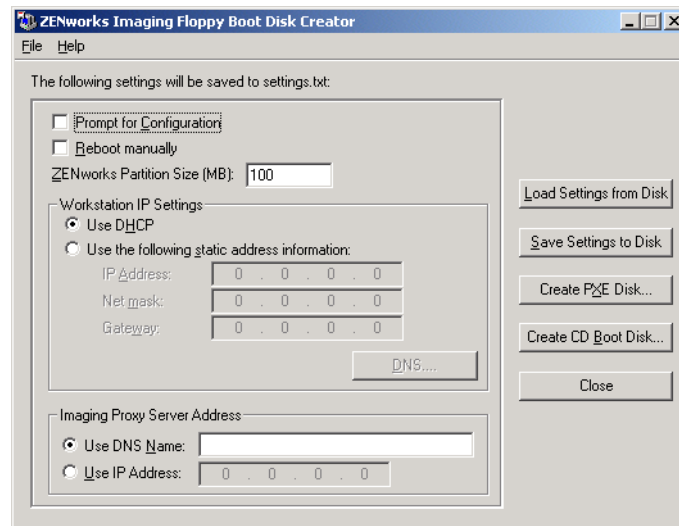 ZENworks Imaging Floppy Boot Disk Creator
File Help
The following settings will be saved to settings.txt:
Prompt for Configuration
Reboot manually
ZENworks Partition Size (MB): 100
Workstation IP Settings
Use DHCP
Use the following static address information:
IP Address: 0 . 0 . 0 . 0
Net mask: 0 . 0 . 0 . 0
Gateway: 0 . 0 . 0 . 0
DNS....
Imaging Proxy Server Address
Use DNS Name:
Use IP Address: 0 . 0 . 0 . 0
Load Settings from Disk
Save Settings to Disk
Create PXE Disk...
Create CD Boot Disk...
Close